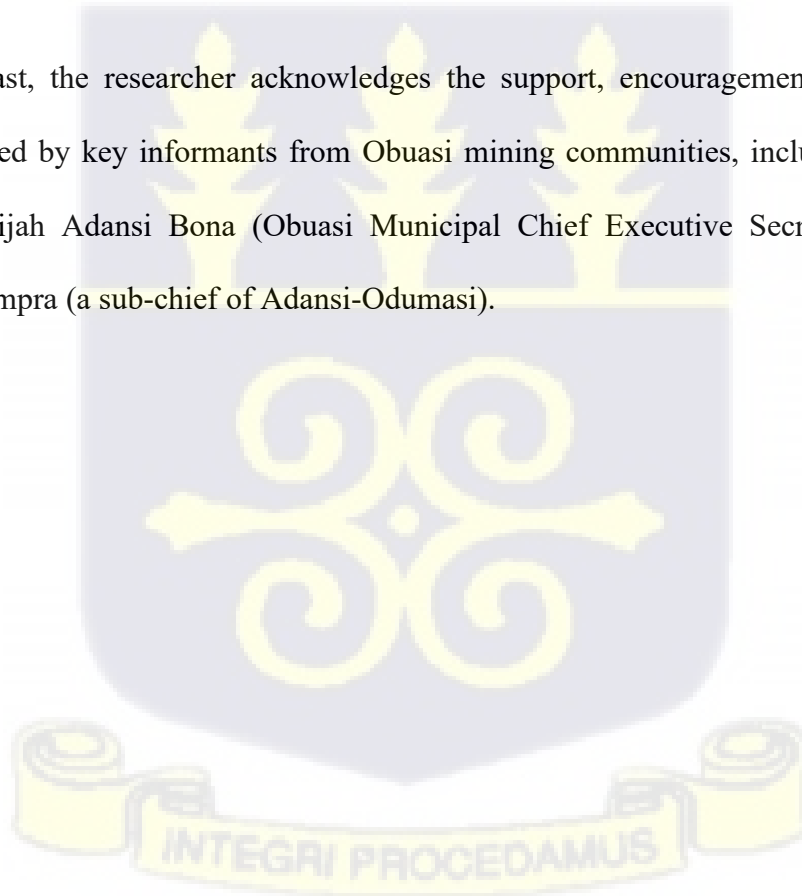 ast, the researcher acknowledges the support, encouragemen
ed by key informants from Obuasi mining communities, inclu
ijah Adansi Bona (Obuasi Municipal Chief Executive Secr
mpra (a sub-chief of Adansi-Odumasi).
INTEGRI PROCEDAMUS